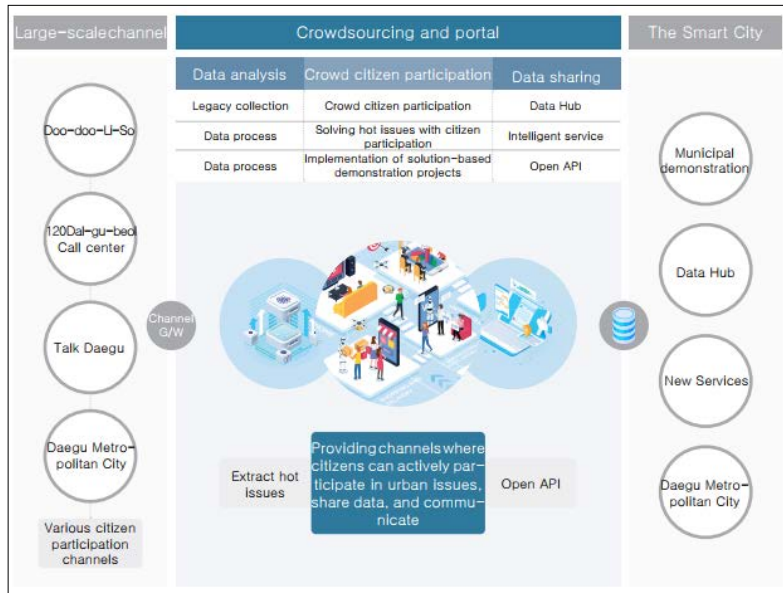 Large-scalechannel
Crowdsourcing and portal
The Smart City
Doo-doo-Li-So
120Dal-gu-beol
Call center
Talk Daegu
Daegu Metro-
politan City
Various citizen
participation
channels
Channel
G/W
Data analysis
Crowd citizen participation
Data sharing
Legacy collection
Crowd citizen participation
Data Hub
Data process
Solving hot issues with citizen
participation
Intelligent service
Data process
Implementation of solution-based
demonstration projects
Open API
Extract hot
issues
Providing channels where
citizens can actively par-
ticipate in urban issues,
share data, and commu-
nicate
Open API
Municipal
demonstration
Data Hub
New Services
Daegu Metro-
politan City